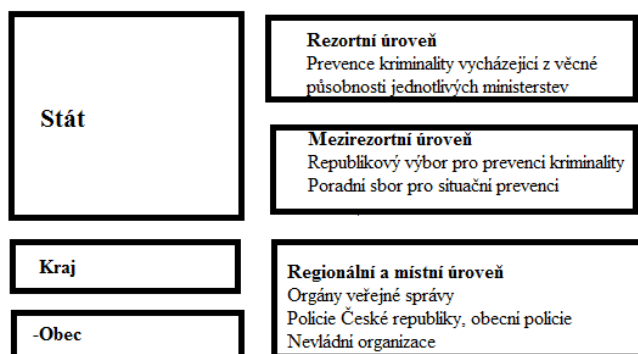 Stát
Rezortní úroveň
Prevence kriminality vycházející z věcné
působnosti jednotlivých ministerstev
Mezirezortní úroveň
Republikový výbor pro prevenci kriminality
Poradní sbor pro situační prevenci
Kraj
-Obec
Regionální a místní úroveň
Orgány veřejné správy
Policie České republiky, obecní policie
Nevládní organizace